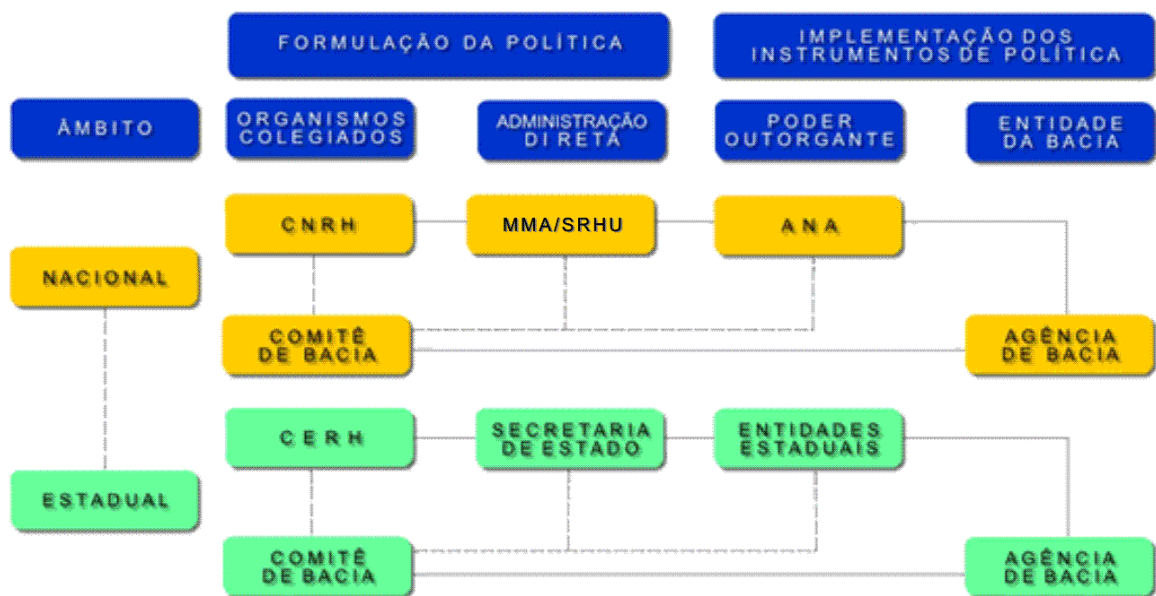 FORMULAÇÃO DA POLÍTICA
IMPLEMENTAÇÃO DOS
INSTRUMENTOS DE POLÍTICA
ÂMBITO
ORGANISMOS
COLEGIADOS
ADMINISTRAÇÃO
DIRETA
PODER
OUTORGANTE
ENTIDADE
DA BACIA
CNRH
MMA/SRHU
ANA
NACIONAL
COMITÊ
DE BACIA
AGÊNCIA
DE BACIA
CERH
SECRETARIA
DE ESTADO
ENTIDADES
ESTADUAIS
ESTADUAL
COMITÊ
DE BACIA
AGÊNCIA
DE BACIA